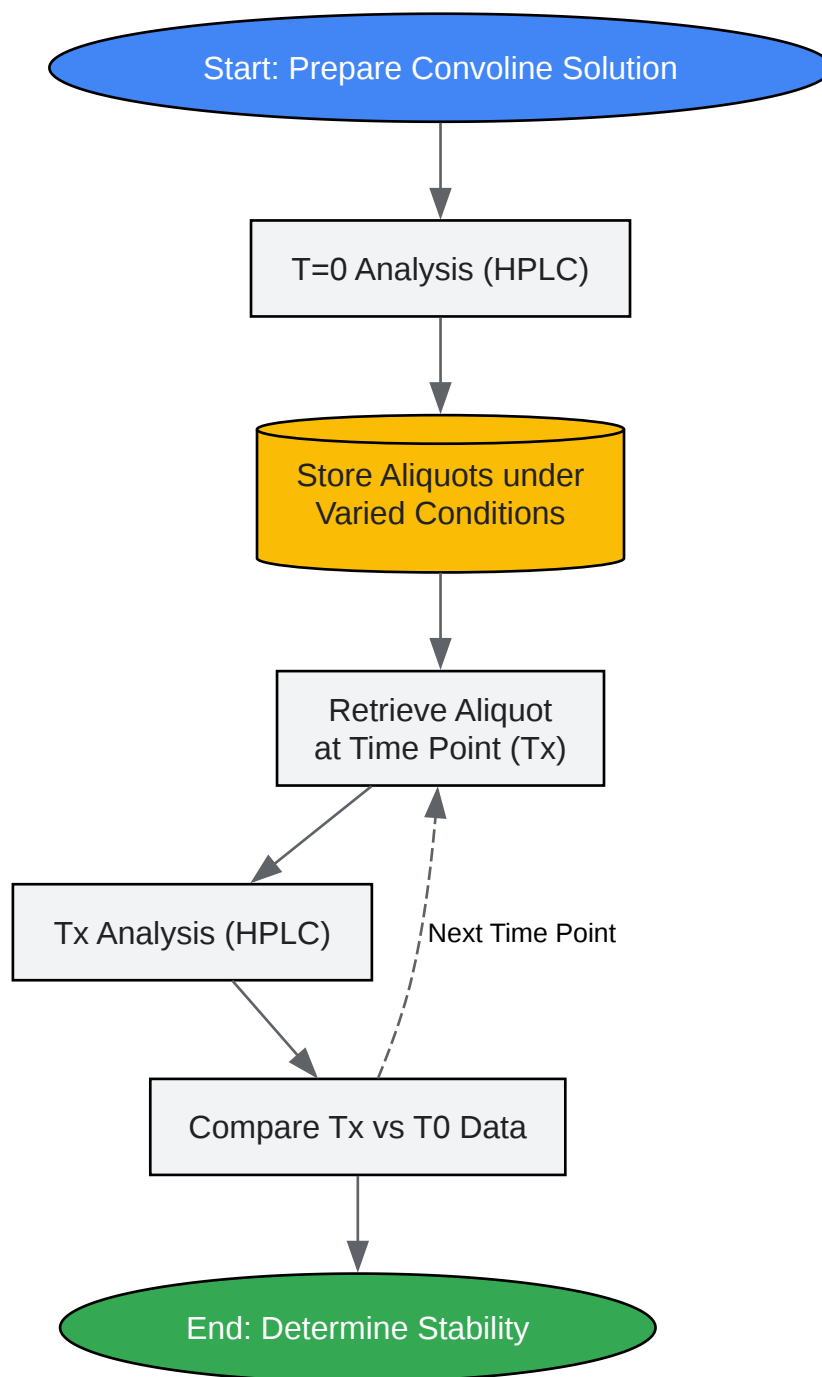 Start: Prepare Convoline Solution
T=0 Analysis (HPLC)
Store Aliquots under
Varied Conditions
Retrieve Aliquot
at Time Point (Tx)
Tx Analysis (HPLC)
Next Time Point
Compare Tx vs T0 Data
End: Determine Stability